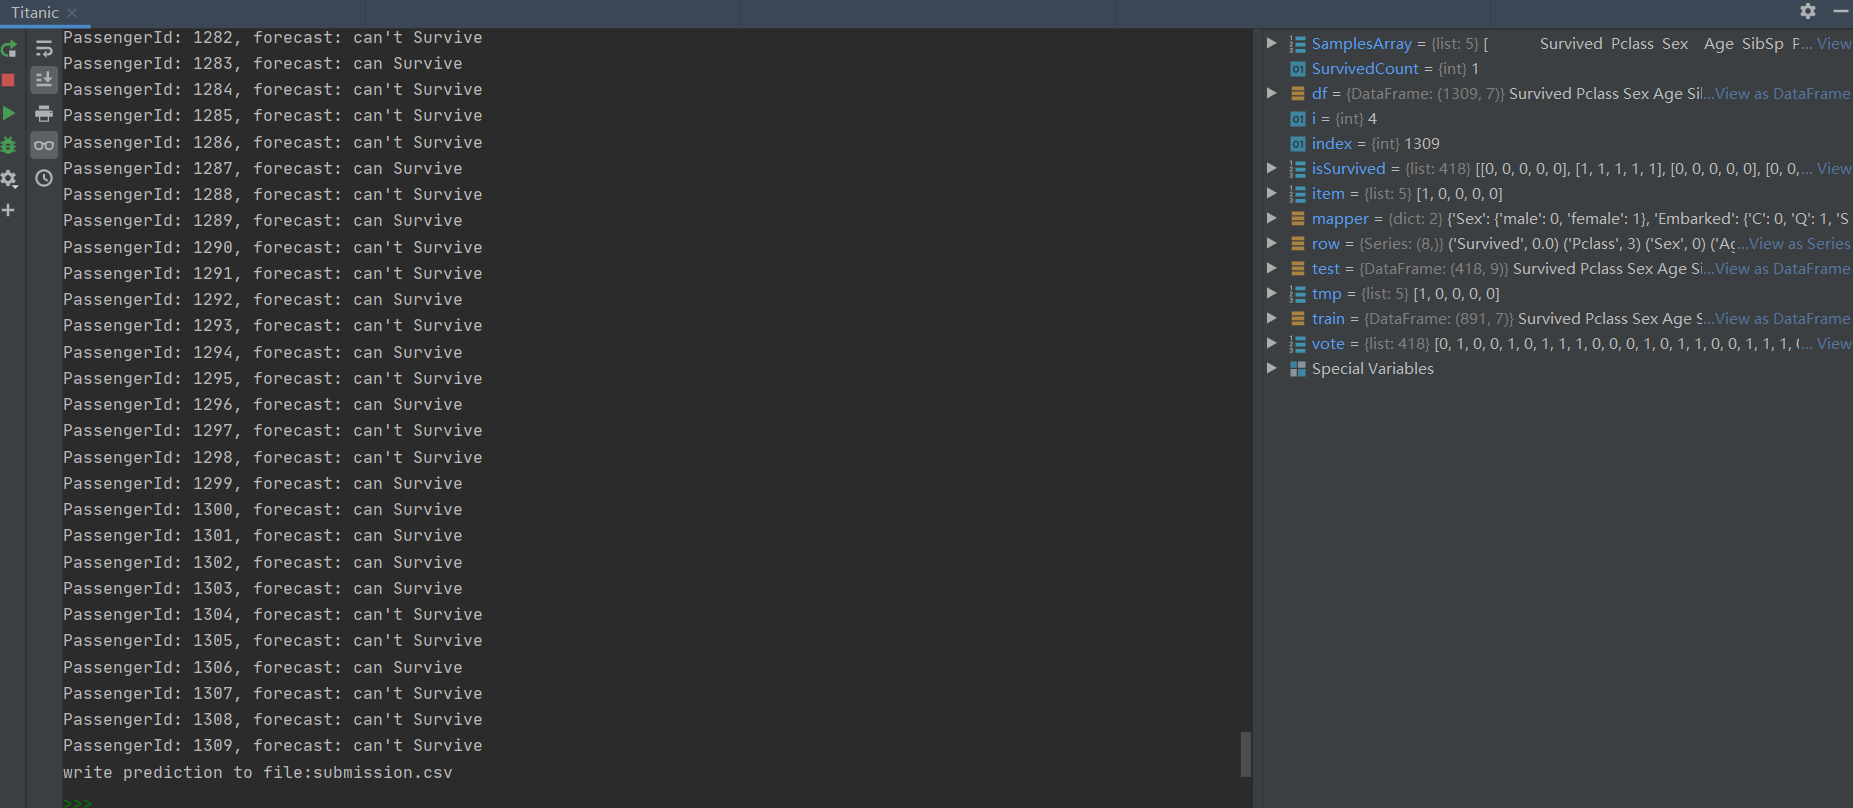 Titanic
PassengerId: 1282, forecast: can't Survive
PassengerId: 1283, forecast: can Survive
PassengerId: 1284, forecast: can't Survive
PassengerId: 1285, forecast: can't Survive
PassengerId: 1286, forecast: can't Survive
PassengerId: 1287, forecast: can Survive
PassengerId: 1288, forecast: can't Survive
PassengerId: 1289, forecast: can Survive
PassengerId: 1290, forecast: can't Survive
PassengerId: 1291, forecast: can't Survive
PassengerId: 1292, forecast: can Survive
PassengerId: 1293, forecast: can't Survive
PassengerId: 1294, forecast: can Survive
PassengerId: 1295, forecast: can't Survive
PassengerId: 1296, forecast: can Survive
PassengerId: 1297, forecast: can't Survive
PassengerId: 1298, forecast: can't Survive
PassengerId: 1299, forecast: can Survive
PassengerId: 1300, forecast: can Survive
PassengerId: 1301, forecast: can Survive
PassengerId: 1302, forecast: can Survive
PassengerId: 1303, forecast: can Survive
PassengerId: 1304, forecast: can't Survive
PassengerId: 1305, forecast: can't Survive
PassengerId: 1306, forecast: can Survive
PassengerId: 1307, forecast: can't Survive
PassengerId: 1308, forecast: can't Survive
PassengerId: 1309, forecast: can't Survive
write prediction to file:submission.csv
>>>
SamplesArray = {list: 5} [ Survived Pclass Sex Age SibSp P... View
SurvivedCount = {int} 1
df = {DataFrame: (1309, 7)} Survived Pclass Sex Age Si...View as DataFrame
i = {int} 4
index = {int} 1309
isSurvived = {list: 418} [[0, 0, 0, 0, 0], [1, 1, 1, 1, 1], [0, 0, 0, 0, 0], [0, 0,... View
item = {list: 5} [1, 0, 0, 0, 0]
mapper = {dict: 2} {'Sex': {'male': 0, 'female': 1}, 'Embarked': {'C': 0, 'Q': 1, 'S
row = {Series: (8,)} ('Survived', 0.0) ('Pclass', 3) ('Sex', 0) ('Ag...View as Series
test = {DataFrame: (418, 9)} Survived Pclass Sex Age Si...View as DataFrame
tmp = {list: 5} [1, 0, 0, 0, 0]
train = {DataFrame: (891, 7)} Survived Pclass Sex Age S...View as DataFrame
vote = {list: 418} [0, 1, 0, 0, 1, 0, 1, 1, 1, 0, 0, 0, 1, 0, 1, 1, 0, 0, 1, 1, 1, ... View
Special Variables